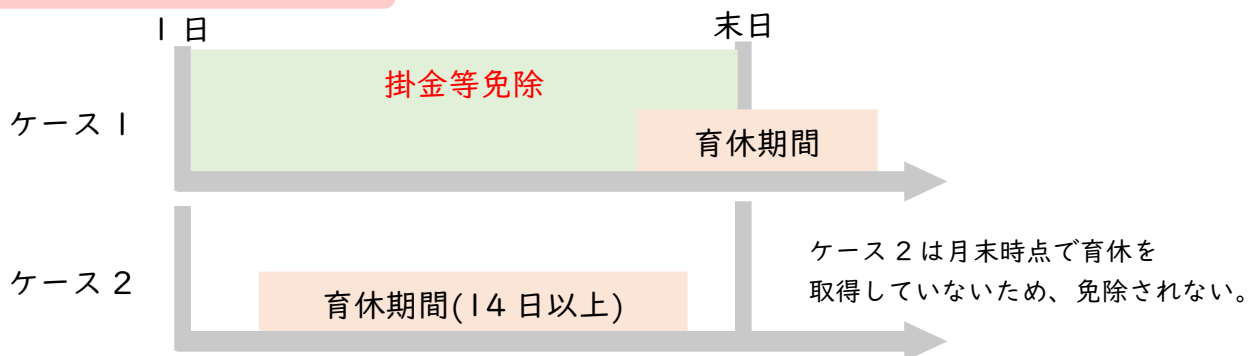 1日
末日
掛金等免除
ケース1
育休期間
ケース2
育休期間(14日以上)
ケース2は月末時点で育休を
取得していないため、免除されない。